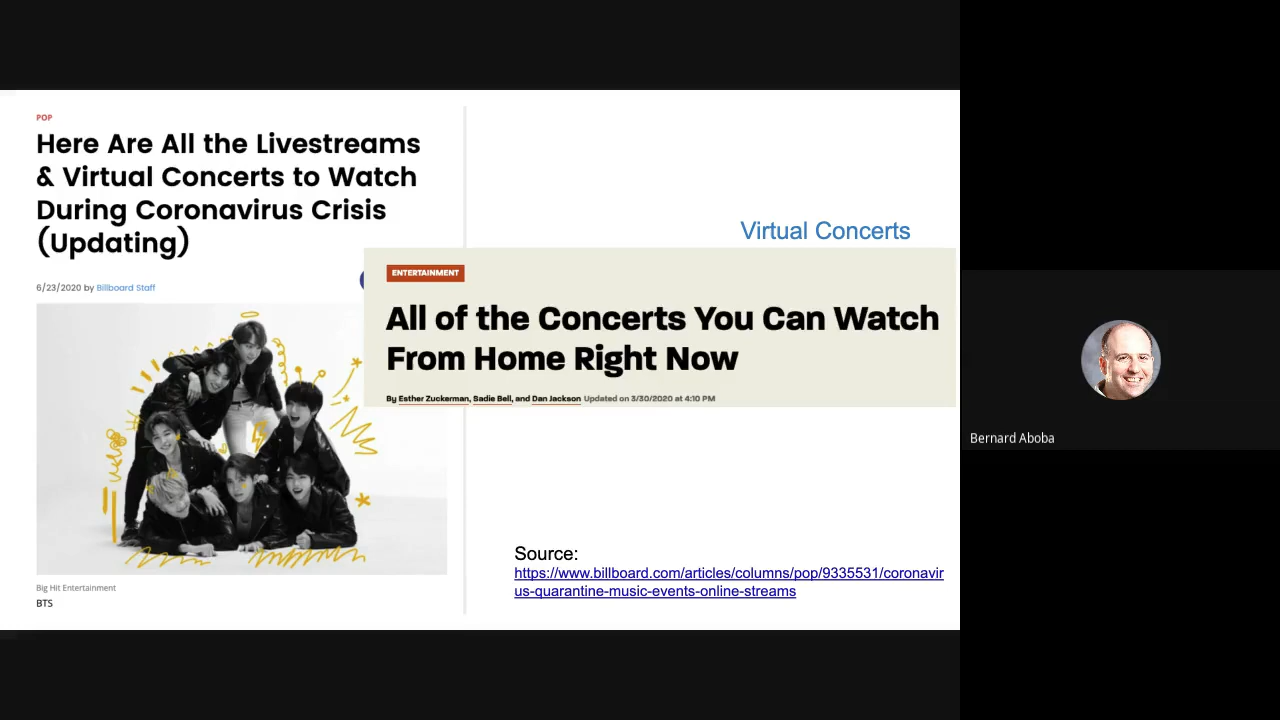 POP
Here Are All the Livestreams
& Virtual Concerts to Watch
During Coronavirus Crisis
(Updating)
6/23/2020 by Billboard Staff
Big Hit Entertainment
BTS
Virtual Concerts
ENTERTAINMENT
All of the Concerts You Can Watch
From Home Right Now
By Esther Zuckerman, Sadie Bell, and Dan Jackson Updated on 3/30/2020 at 4:10 PM
Source:
https://www.billboard.com/articles/columns/pop/9335531/coronavir
us-quarantine-music-events-online-streams
Bernard Aboba